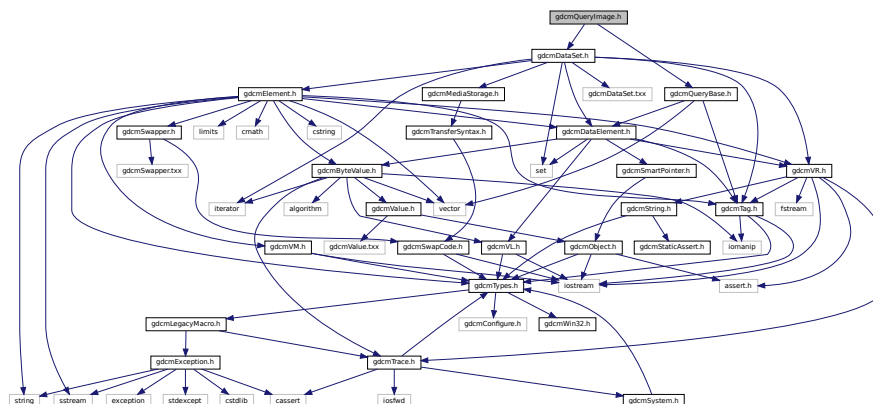 gdcmQueryImage.h
gdcmDataSet.h
gdcmElement.h
gdcmMediaStorage.h
gdcmDataSet.txx
gdcmQueryBase.h
gdcmSwapper.h
limits
cmath
cstring
gdcmTransferSyntax.h
gdcmDataElement.h
gdcmSwapper.txx
gdcmByteValue.h
set
gdcmSmartPointer.h
gdcmVR.h
iterator
algorithm
gdcmValue.h
vector
gdcmString.h
gdcmTag.h
fstream
gdcmVM.h
gdcmValue.txx
gdcmSwapCode.h
gdcmVL.h
gdcmObject.h
gdcmStaticAssert.h
iomanip
gdcmTypes.h
iostream
assert.h
gdcmLegacyMacro.h
gdcmConfigure.h
gdcmWin32.h
gdcmException.h
gdcmTrace.h
string
sstream
exception
stdexcept
cstdlib
cassert
iosfwd
gdcmSystem.h